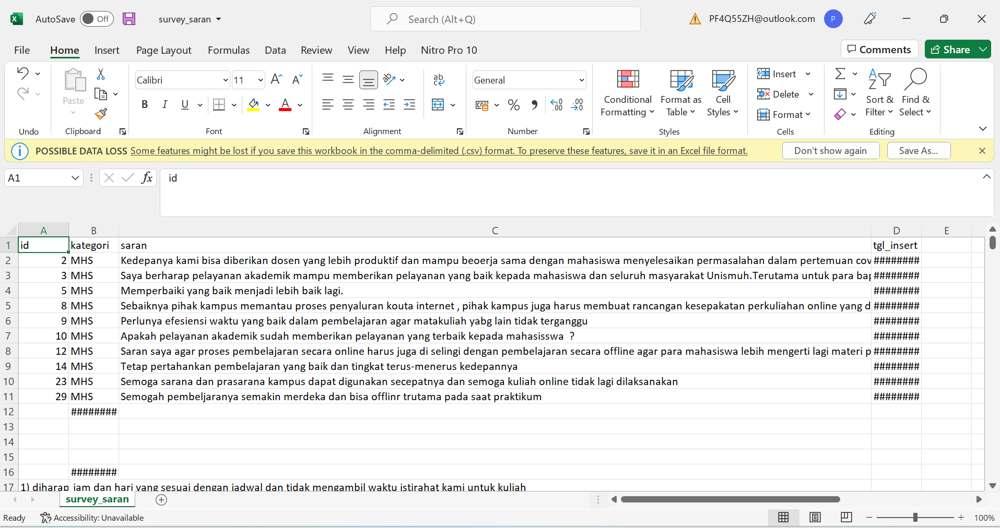 AutoSave Off survey_saran Search (Alt+Q) PF4Q55ZH@outlook.com P
File Home Insert Page Layout Formulas Data Review View Help Nitro Pro 10 Comments Share
Paste Calibri 11 B I U A General % Conditional Formatting Format as Table Cell Styles Insert Delete Format Sort & Filter Find & Select
Undo Clipboard Font Alignment Number Styles Cells Editing
POSSIBLE DATA LOSS Some features might be lost if you save this workbook in the comma-delimited (.csv) format. To preserve these features, save it in an Excel file format. Don't show again Save As...
A1 fx id
A B C D E
1 id kategori saran tgl_insert
2 2 MHS Kedepanya kami bisa diberikan dosen yang lebih produktif dan mampu beoerja sama dengan mahasiswa menyelesaikan permasalahan dalam pertemuan cov ########
3 3 MHS Saya berharap pelayanan akademik mampu memberikan pelayanan yang baik kepada mahasiswa dan seluruh masyarakat Unismuh.Terutama untuk para bap ########
4 5 MHS Memperbaiki yang baik menjadi lebih baik lagi. ########
5 8 MHS Sebaiknya pihak kampus memantau proses penyaluran kouta internet , pihak kampus juga harus membuat rancangan kesepakatan perkuliahan online yang d ########
6 9 MHS Perlunya efesiensi waktu yang baik dalam pembelajaran agar matakuliah yabg lain tidak terganggu ########
7 10 MHS Apakah pelayanan akademik sudah memberikan pelayanan yang terbaik kepada mahasisswa ? ########
8 12 MHS Saran saya agar proses pembelajaran secara online harus juga di selingi dengan pembelajaran secara offline agar para mahasiswa lebih mengerti lagi materi p ########
9 14 MHS Tetap pertahankan pembelajaran yang baik dan tingkat terus-menerus kedepannya ########
10 23 MHS Semoga sarana dan prasarana kampus dapat digunakan secepatnya dan semoga kuliah online tidak lagi dilaksanakan ########
11 29 MHS Semogah pembeljaranya semakin merdeka dan bisa offlinr trutama pada saat praktikum ########
12 ########
13
14
15
16 ########
17 1) diharap jam dan hari yang sesuai dengan jadwal dan tidak mengambil waktu istirahat kami untuk kuliah
survey_saran
Ready Accessibility: Unavailable 100%